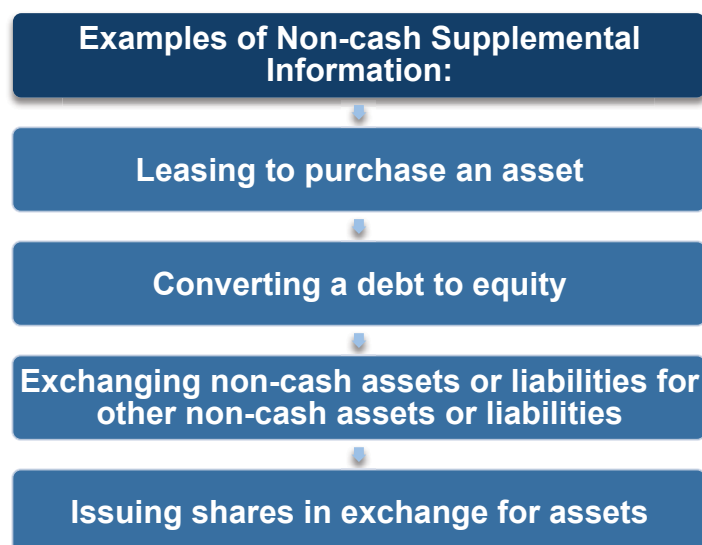 Examples of Non-cash Supplemental
Information:
Leasing to purchase an asset
Converting a debt to equity
Exchanging non-cash assets or liabilities for
other non-cash assets or liabilities
Issuing shares in exchange for assets